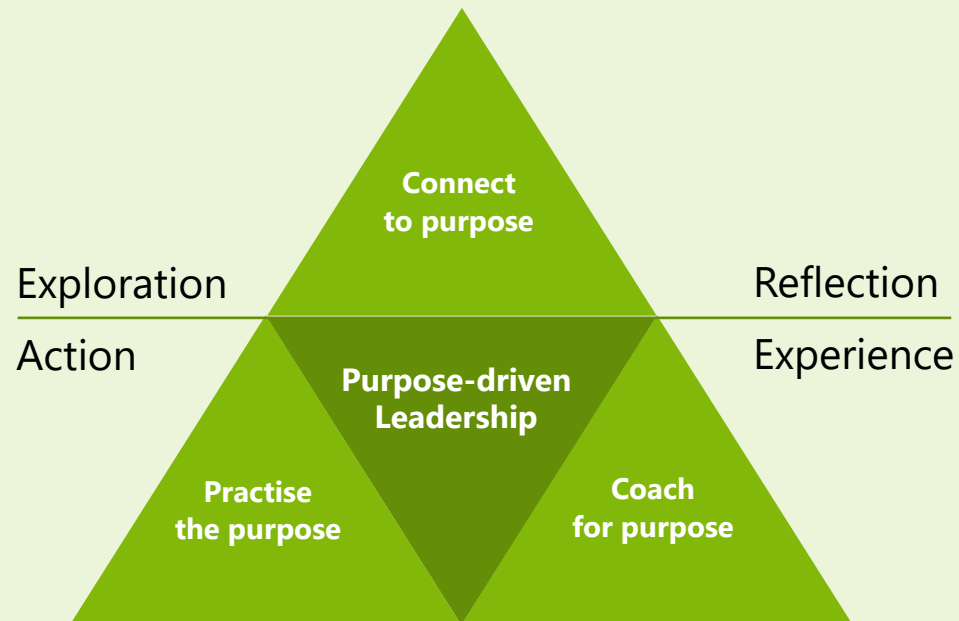 Connect
to purpose
Exploration
Reflection
Action
Experience
Purpose-driven
Leadership
Practise
the purpose
Coach
for purpose